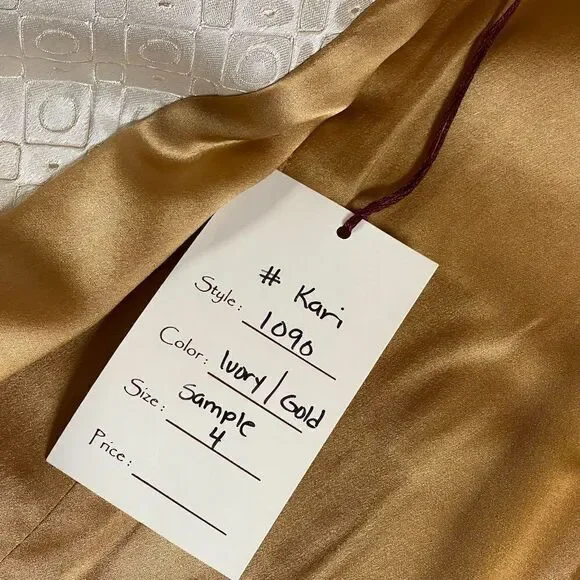 # Kari
Style: 1090
Color: Ivory/Gold
Size: Sample
4
Price: